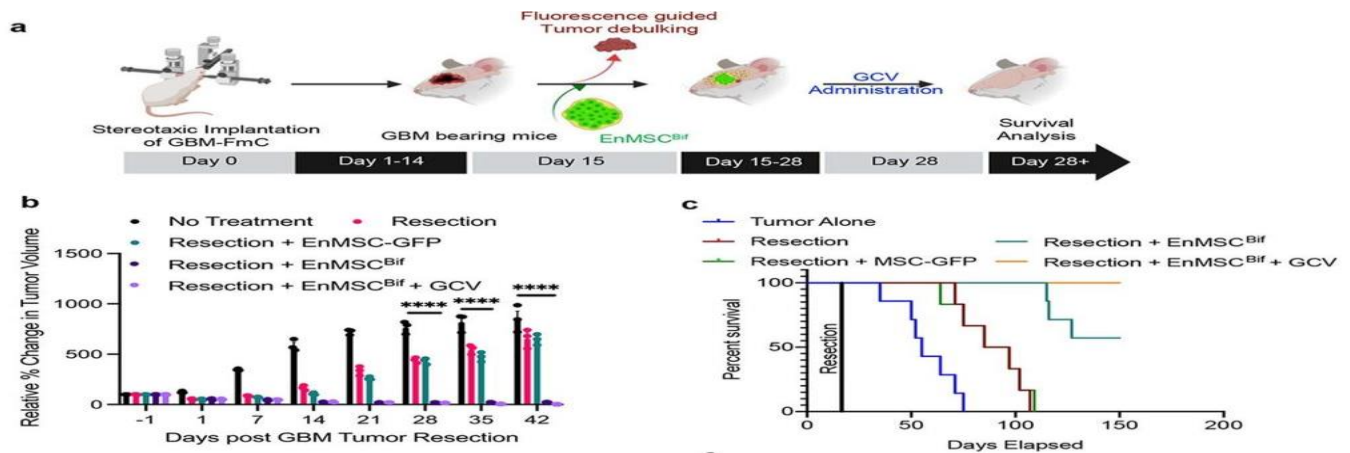 a
Fluorescence guided
Tumor debulking
GCV
Administration
Stereotaxic Implantation
of GBM-FmC
GBM bearing mice
EnMSCBif
Survival
Analysis
Day 0
Day 1-14
Day 15
Day 15-28
Day 28
Day 28+
b
No Treatment
Resection
Resection + EnMSC-GFP
Resection + EnMSCBif
Resection + EnMSCBif + GCV
Relative % Change in Tumor Volume
1500
1000
500
0
**** **** ****
-1 1 7 14 21 28 35 42
Days post GBM Tumor Resection
c
Tumor Alone
Resection
Resection + EnMSCBif
Resection + MSC-GFP
Resection + EnMSCBif + GCV
Percent survival
100
50
0
Resection
0 50 100 150 200
Days Elapsed